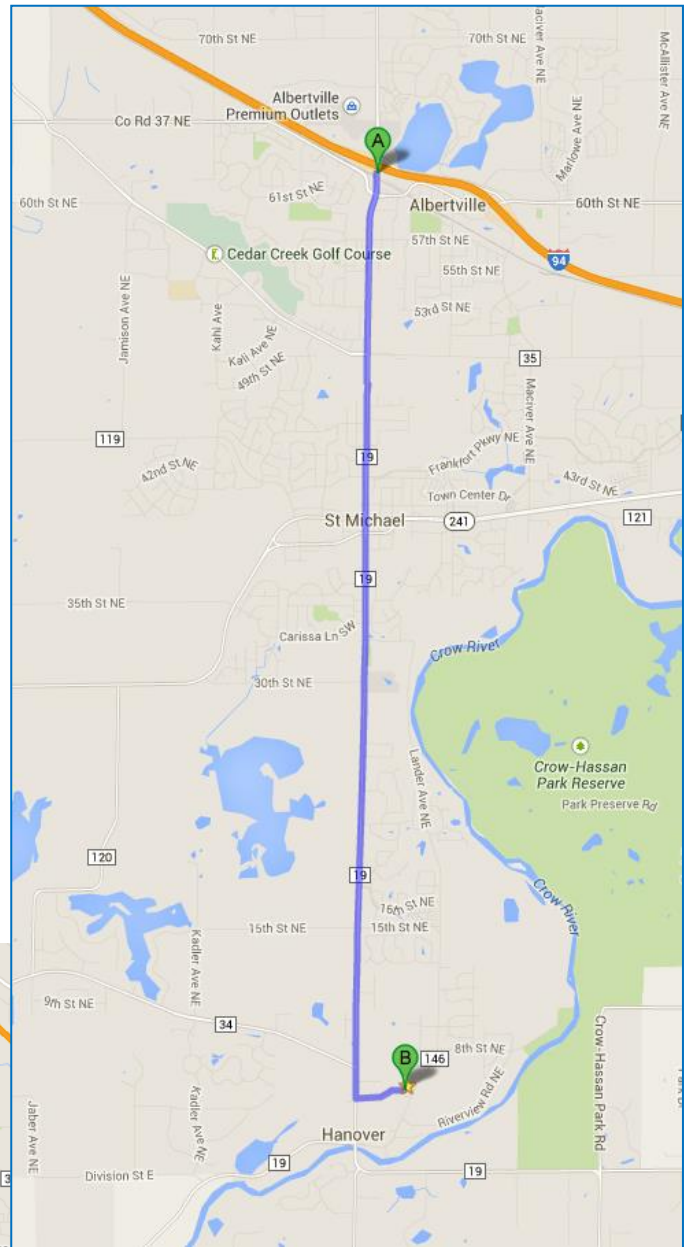 70th St NE
70th St NE
Maciver Ave NE
McAllister Ave NE
Albertville
Premium Outlets
Co Rd 37 NE
A
Marlowe Ave NE
61st St NE
60th St NE
Albertville
60th St NE
57th St NE
Cedar Creek Golf Course
94
55th St NE
Jamison Ave NE
Kahl Ave
53rd St NE
Kali Ave NE
49th St NE
35
Maciver Ave NE
119
19
Frankfort Pkwy NE
42nd St NE
43rd St NE
Town Center Dr
St Michael
241
121
19
35th St NE
Carissa Ln SW
Crow River
30th St NE
Lander Ave NE
Crow-Hassan
Park Reserve
Park Preserve Rd
120
19
Crow River
16th St NE
15th St NE
15th St NE
Kadler Ave NE
9th St NE
34
B
146
8th St NE
Crow-Hassan Park Rd
Riverview Rd NE
Jaber Ave NE
Kadler Ave NE
Hanover
Division St E
19
19